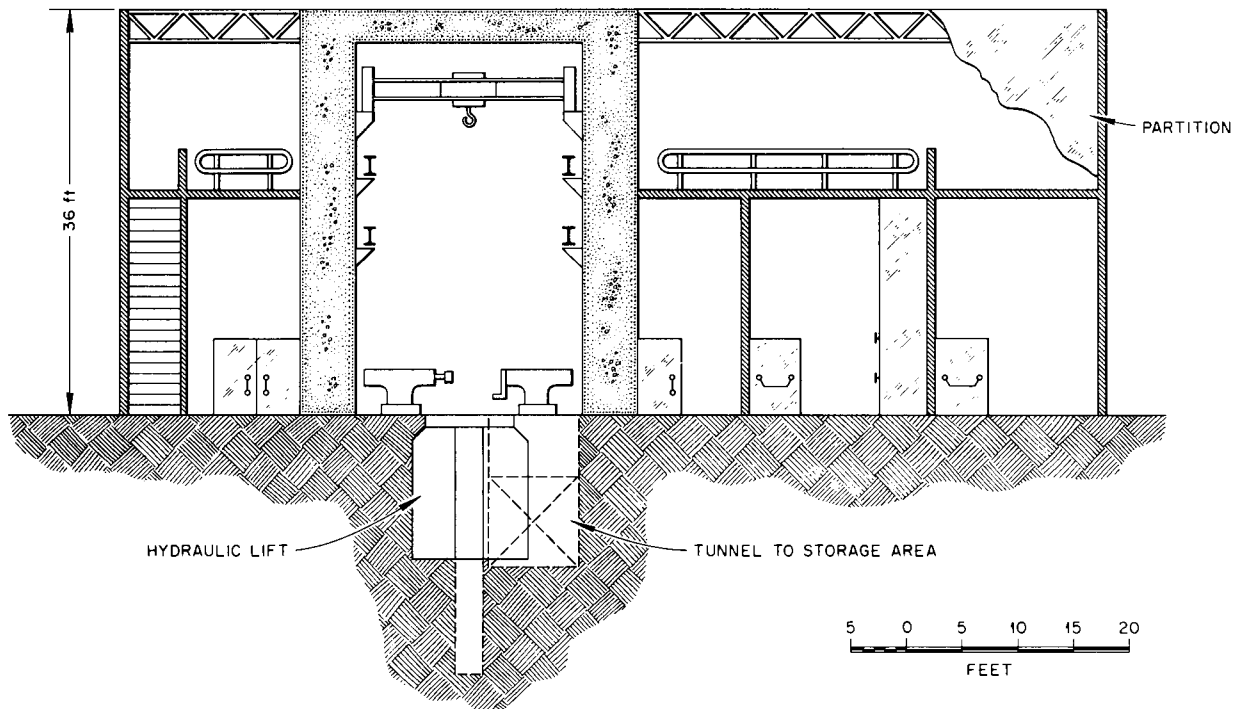 36 ft
PARTITION
HYDRAULIC LIFT
TUNNEL TO STORAGE AREA
5 0 5 10 15 20
FEET